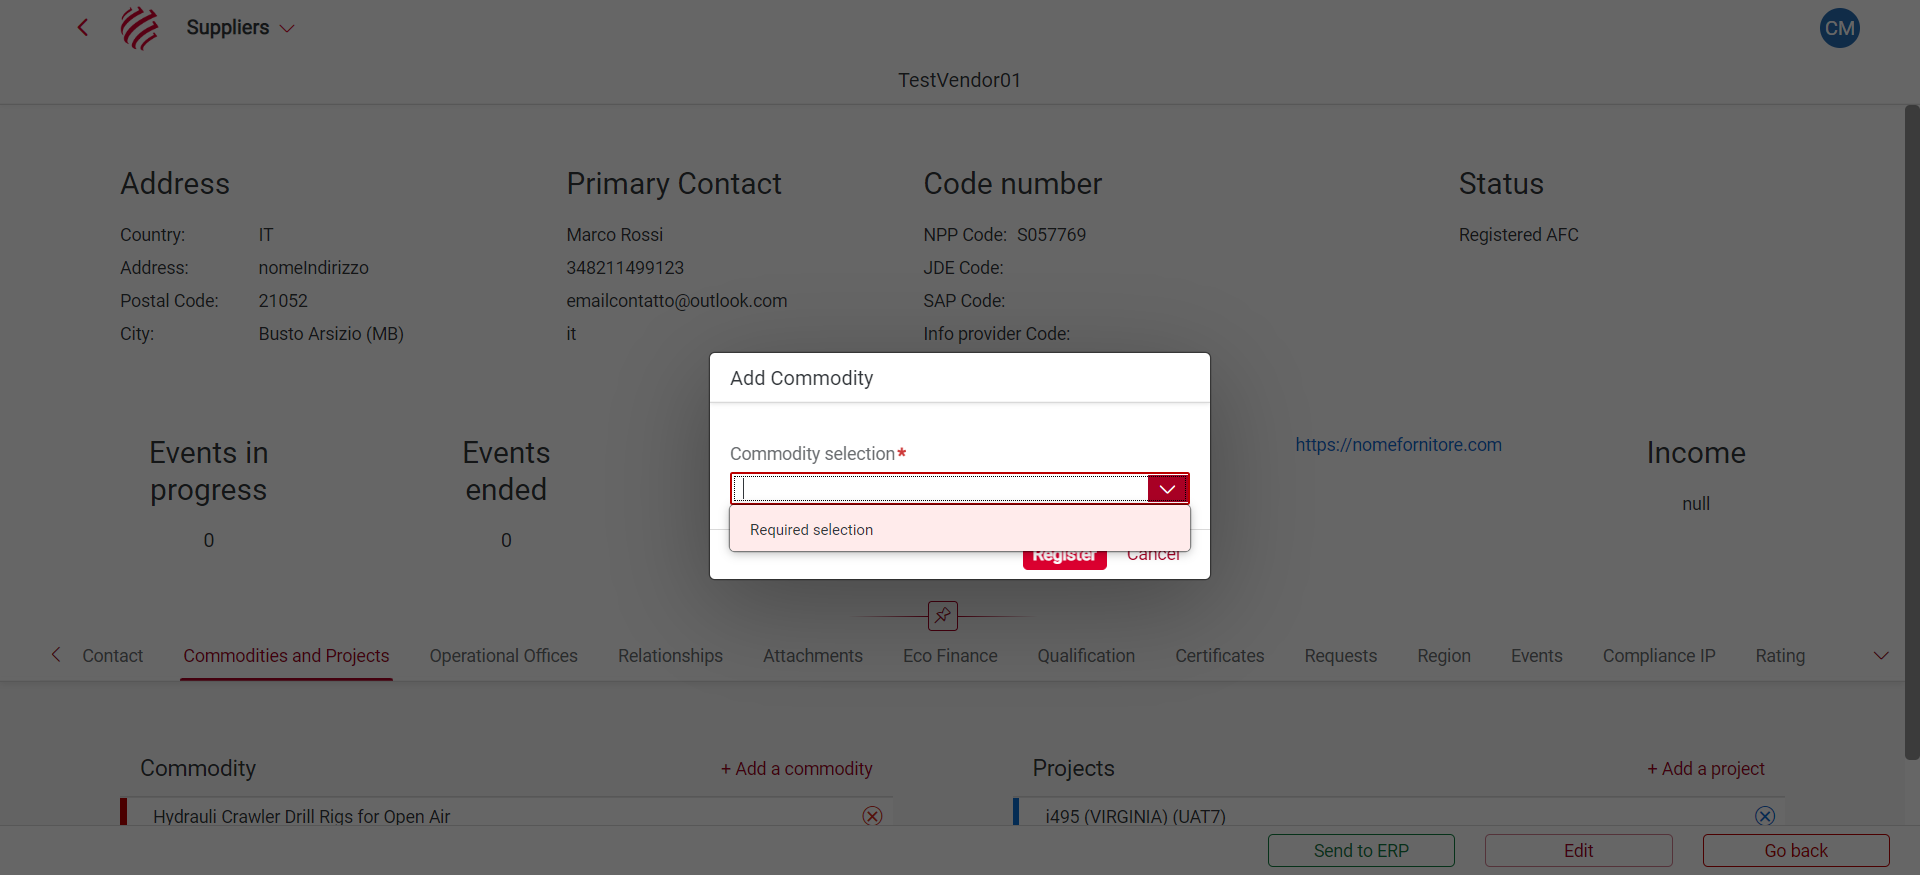 Suppliers
CM
TestVendor01
Address
Country: IT
Address: nomeIndirizzo
Postal Code: 21052
City: Busto Arsizio (MB)
Primary Contact
Marco Rossi
348211499123
emailcontatto@outlook.com
it
Code number
NPP Code: S057769
JDE Code:
SAP Code:
Info provider Code:
Status
Registered AFC
Events in
progress
0
Events
ended
0
https://nomefornitore.com
Income
null
Add Commodity
Commodity selection*
Required selection
Register
Cancel
Contact
Commodities and Projects
Operational Offices
Relationships
Attachments
Eco Finance
Qualification
Certificates
Requests
Region
Events
Compliance IP
Rating
Commodity
+ Add a commodity
Hydrauli Crawler Drill Rigs for Open Air
Projects
+ Add a project
i495 (VIRGINIA) (UAT7)
Send to ERP
Edit
Go back